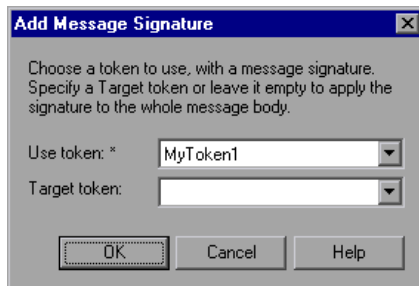 Add Message Signature
Choose a token to use, with a message signature.
Specify a Target token or leave it empty to apply the
signature to the whole message body.
Use token: * MyToken1
Target token:
OK Cancel Help